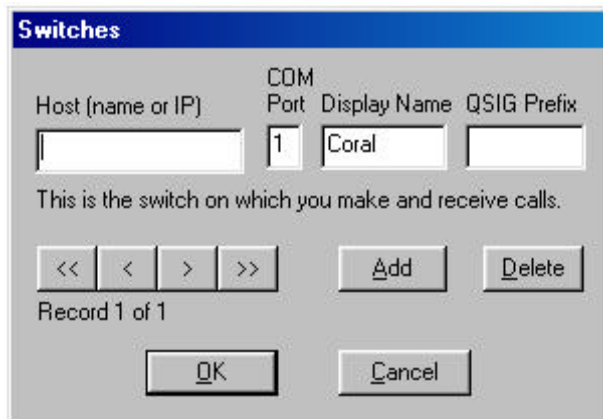 Switches
COM
Host (name or IP) Port Display Name QSIG Prefix
1 Coral
This is the switch on which you make and receive calls.
<< < > >> Add Delete
Record 1 of 1
OK Cancel